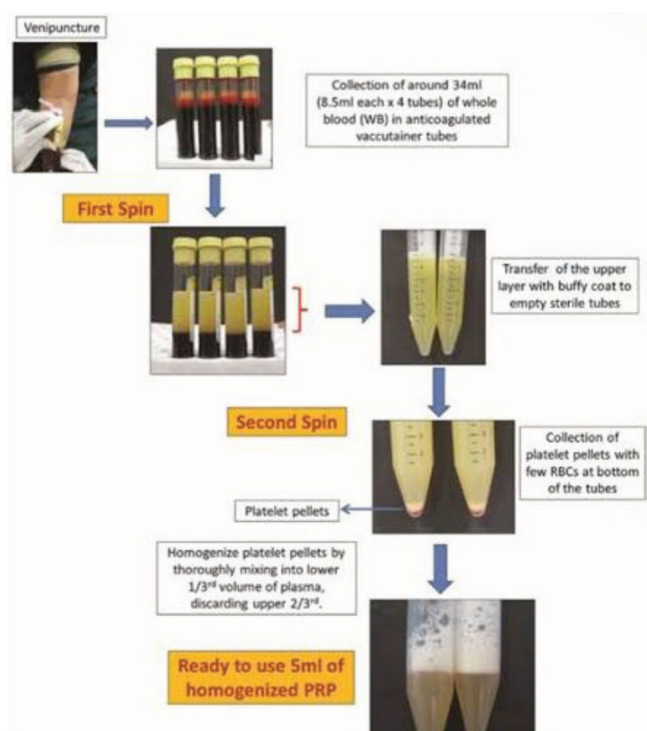 Venipuncture
Collection of around 34ml
(8.5ml each x 4 tubes) of whole
blood (WB) in anticoagulated
vaccutainer tubes
First Spin
Transfer of the upper
layer with buffy coat to
empty sterile tubes
Second Spin
Collection of
platelet pellets with
few RBCs at bottom
of the tubes
Platelet pellets
Homogenize platelet pellets by
thoroughly mixing into lower
1/3rd volume of plasma,
discarding upper 2/3rd.
Ready to use 5ml of
homogenized PRP